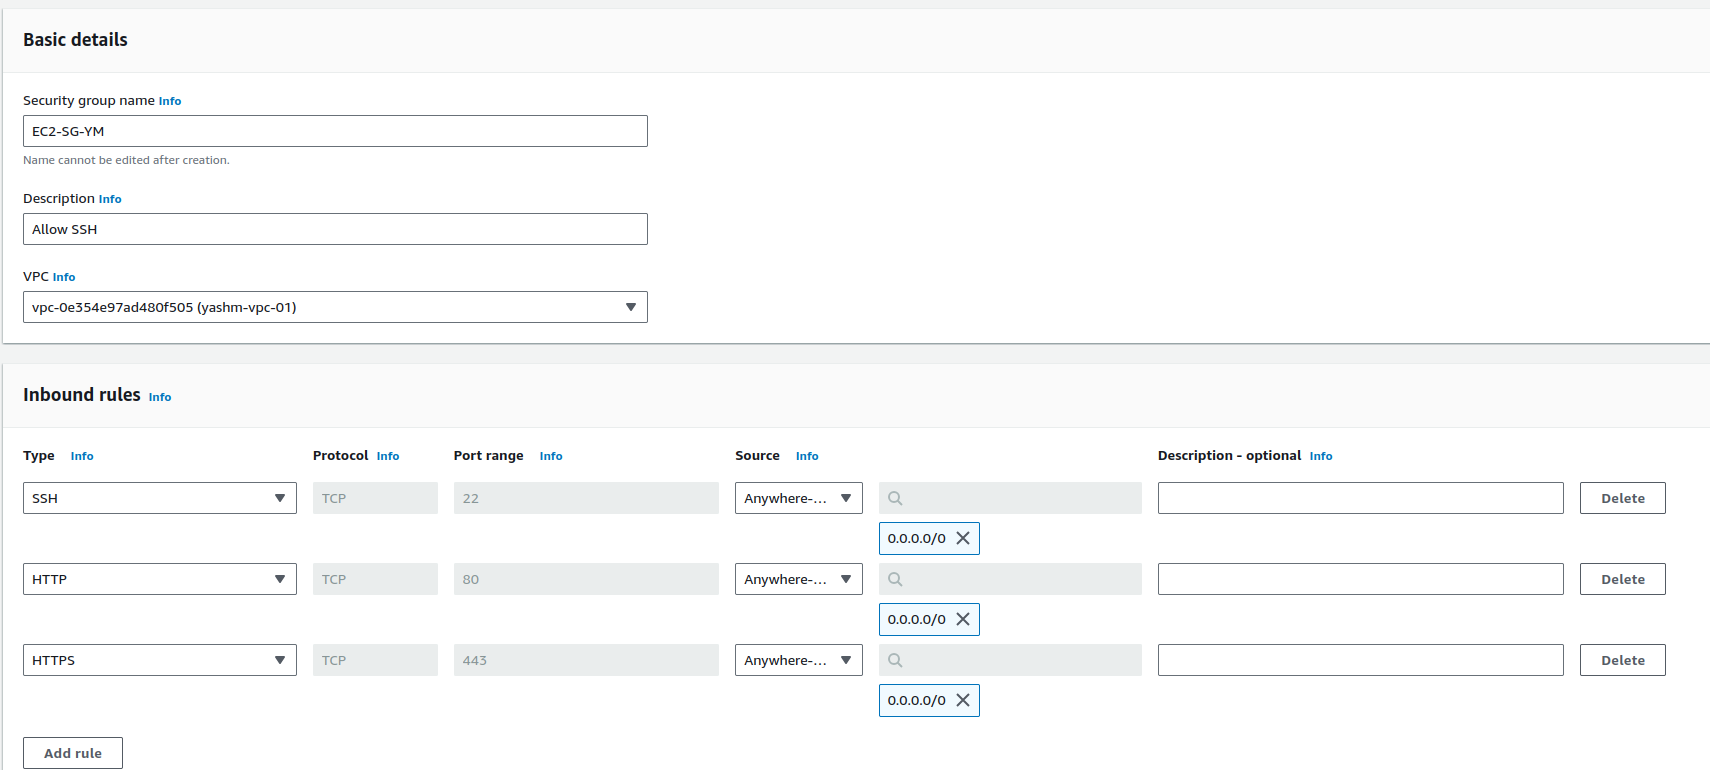 Basic details
Security group name Info
EC2-SG-YM
Name cannot be edited after creation.
Description Info
Allow SSH
VPC Info
vpc-0e354e97ad480f505 (yashm-vpc-01)
Inbound rules Info
Type Info Protocol Info Port range Info Source Info Description - optional Info
SSH TCP 22 Anywhere-... Delete
0.0.0.0/0
HTTP TCP 80 Anywhere-... Delete
0.0.0.0/0
HTTPS TCP 443 Anywhere-... Delete
0.0.0.0/0
Add rule